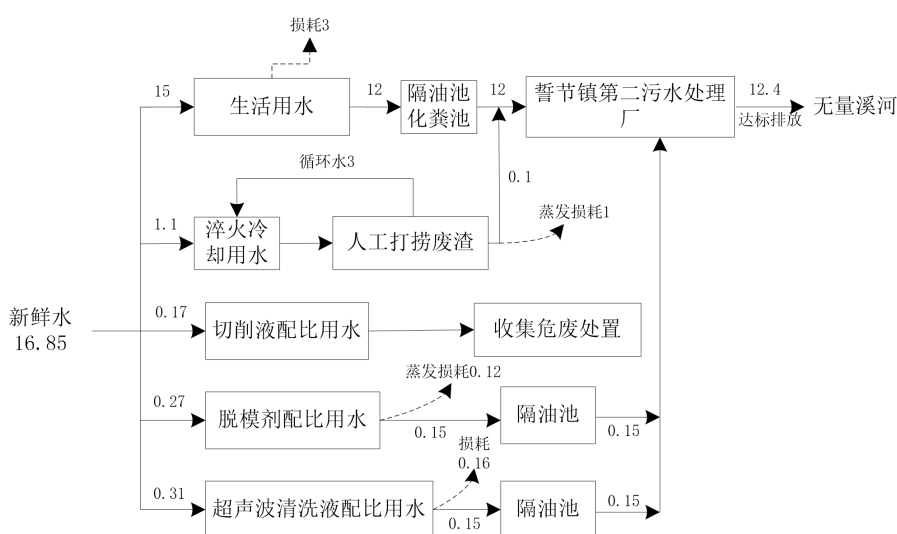 损耗3
15
生活用水
12
隔油池
化粪池
12
誓节镇第二污水处理
厂
12.4
达标排放
无量溪河
循环水3
0.1
蒸发损耗1
1.1
淬火冷
却用水
人工打捞废渣
新鲜水
16.85
0.17
切削液配比用水
收集危废处置
蒸发损耗0.12
0.27
脱模剂配比用水
0.15
隔油池
0.15
损耗
0.16
0.31
超声波清洗液配比用水
0.15
隔油池
0.15